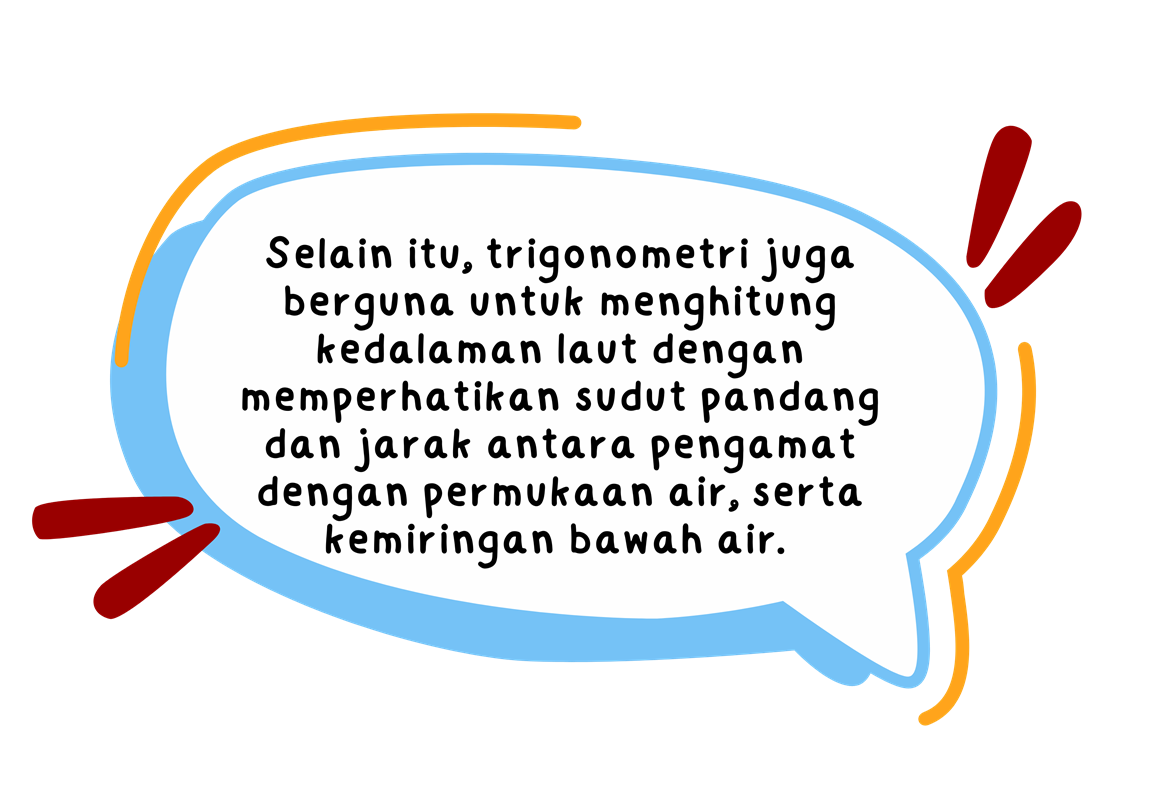 Selain itu, trigonometri juga
berguna untuk menghitung
kedalaman laut dengan
memperhatikan sudut pandang
dan jarak antara pengamat
dengan permukaan air, serta
kemiringan bawah air.